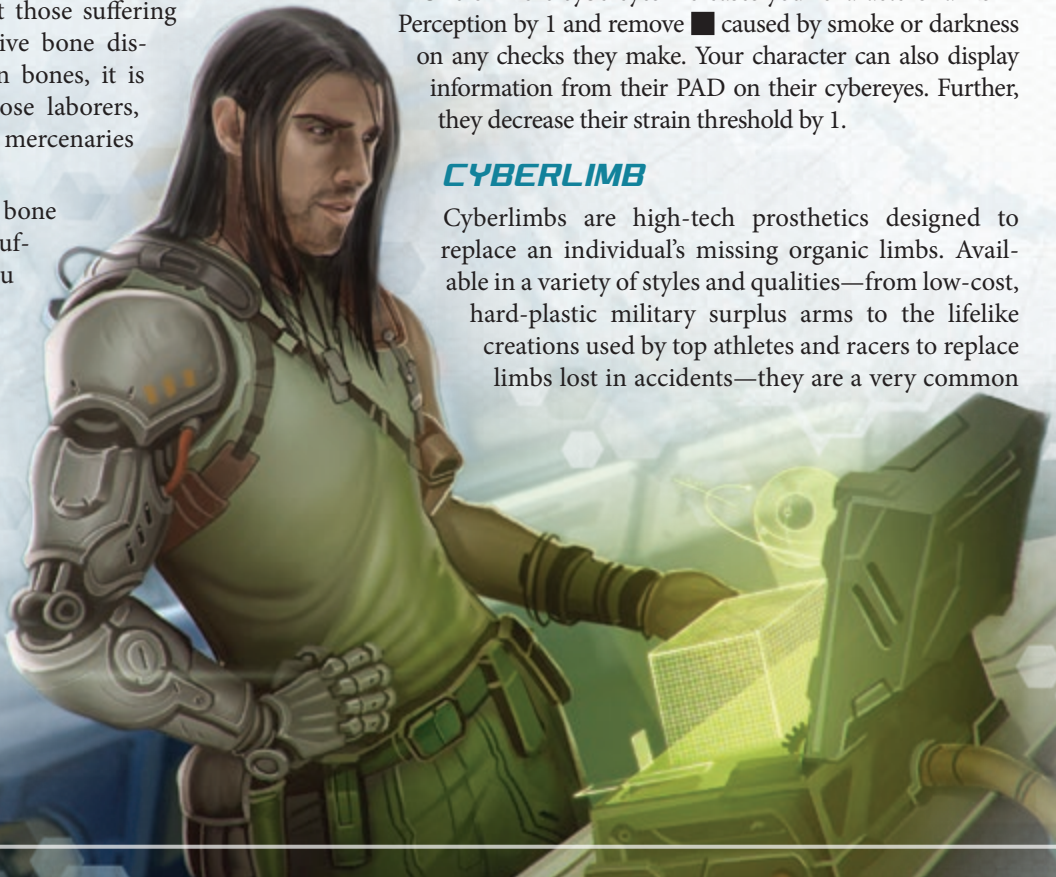 t those suffering
ive bone dis-
n bones, it is
ose laborers,
mercenaries
bone
uf-
u
Perception by 1 and remove ■ caused by smoke or darkness
on any checks they make. Your character can also display
information from their PAD on their cybereyes. Further,
they decrease their strain threshold by 1.
CYBERLIMB
Cyberlimbs are high-tech prosthetics designed to
replace an individual’s missing organic limbs. Avail-
able in a variety of styles and qualities—from low-cost,
hard-plastic military surplus arms to the lifelike
creations used by top athletes and racers to replace
limbs lost in accidents—they are a very common